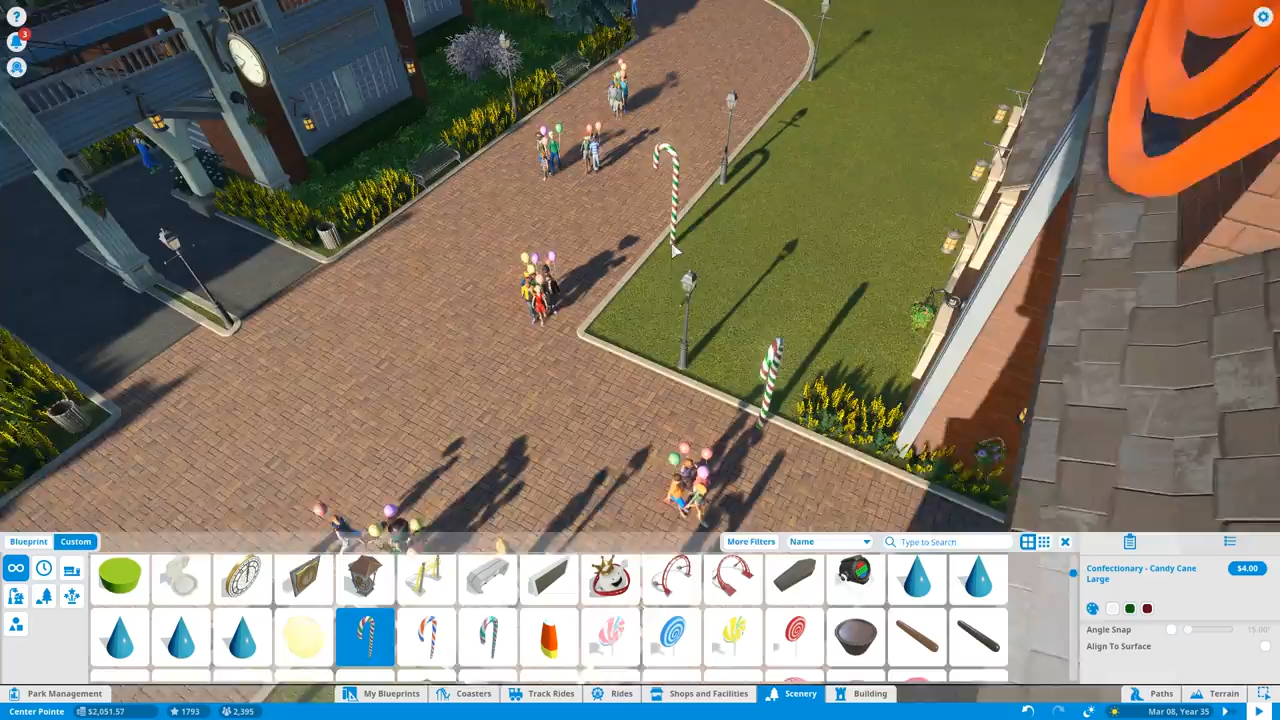 ?
3
Blueprint
Custom
More Filters
Name
Type to Search
Confectionary - Candy Cane
Large
$4.00
Angle Snap
15.00°
Align To Surface
Park Management
My Blueprints
Coasters
Track Rides
Rides
Shops and Facilities
Scenery
Building
Paths
Terrain
Center Pointe
$2,051.57
1793
2,395
Mar 08, Year 35